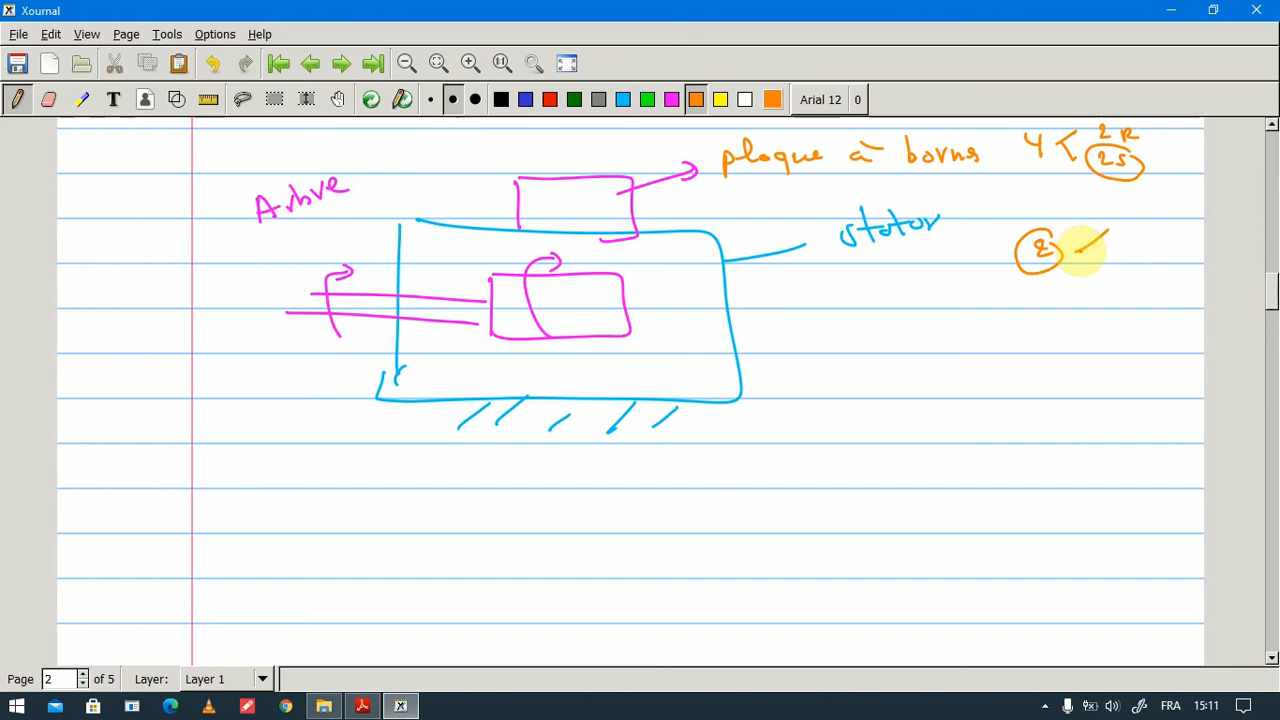 Xournal
File Edit View Page Tools Options Help
Arial 12 0
plaque à borns 4 < 2R
2S
Arbre
stator
2
Page 2 of 5 Layer: Layer 1
FRA 15:11